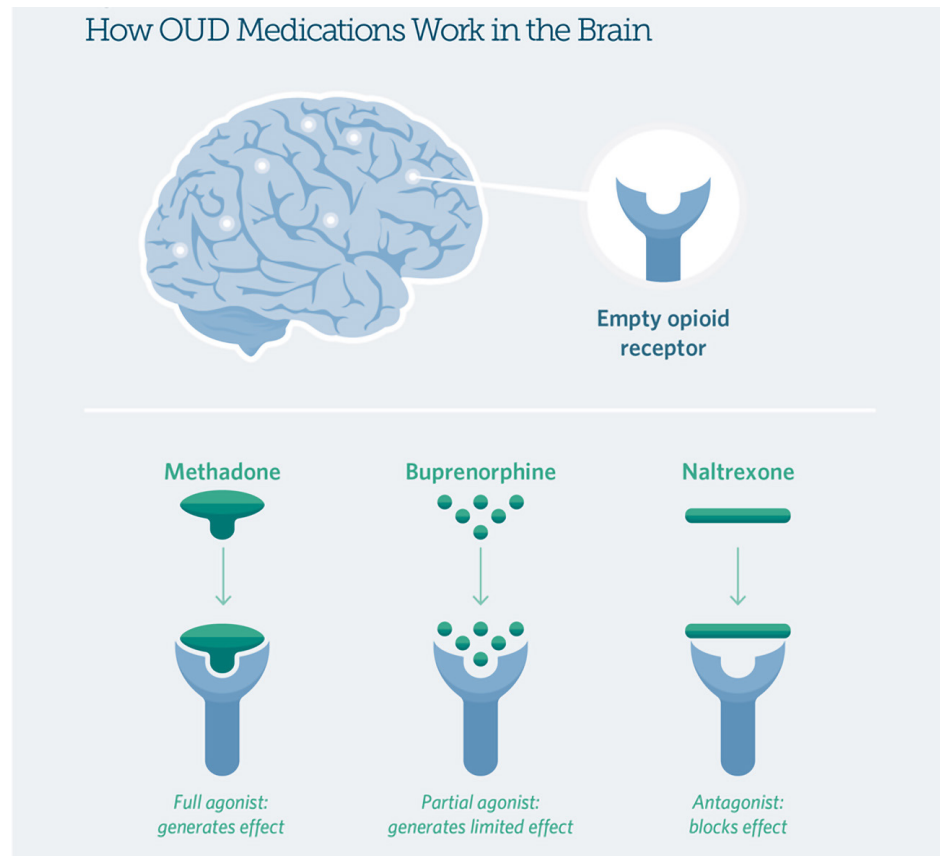 How OUD Medications Work in the Brain
Empty opioid
receptor
Methadone
Buprenorphine
Naltrexone
Full agonist:
generates effect
Partial agonist:
generates limited effect
Antagonist:
blocks effect